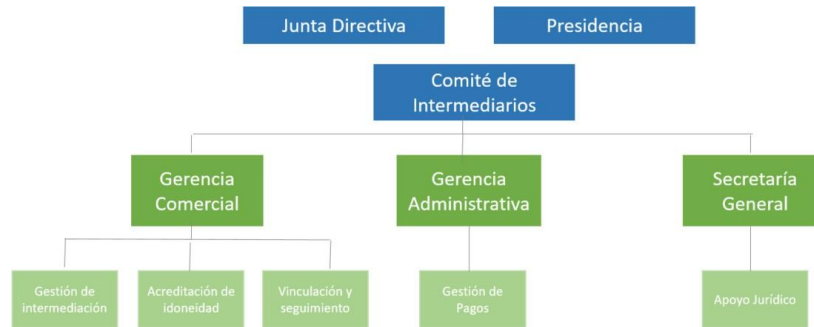 Junta Directiva
Presidencia
Comité de
Intermediarios
Gerencia
Comercial
Gerencia
Administrativa
Secretaría
General
Gestión de
intermediación
Acreditación de
idoneidad
Vinculación y
seguimiento
Gestión de
Pagos
Apoyo Jurídico